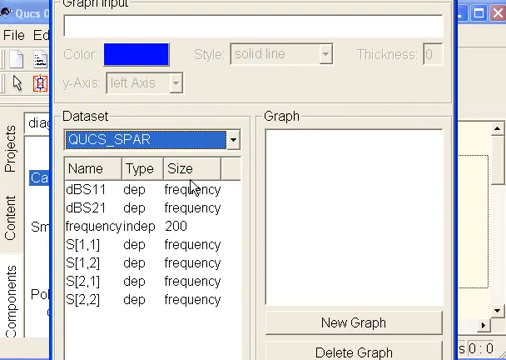 Qucs 0
Graph Input
File Ed
Color: Style: solid line Thickness: 0
y-Axis: left Axis
Projects
Content
Components
diag
Ca
Sm
Pol
Dataset
QUCS_SPAR
Name Type Size
dBS11 dep frequency
dBS21 dep frequency
frequency indep 200
S[1,1] dep frequency
S[1,2] dep frequency
S[2,1] dep frequency
S[2,2] dep frequency
Graph
New Graph
Delete Graph
s 0 : 0